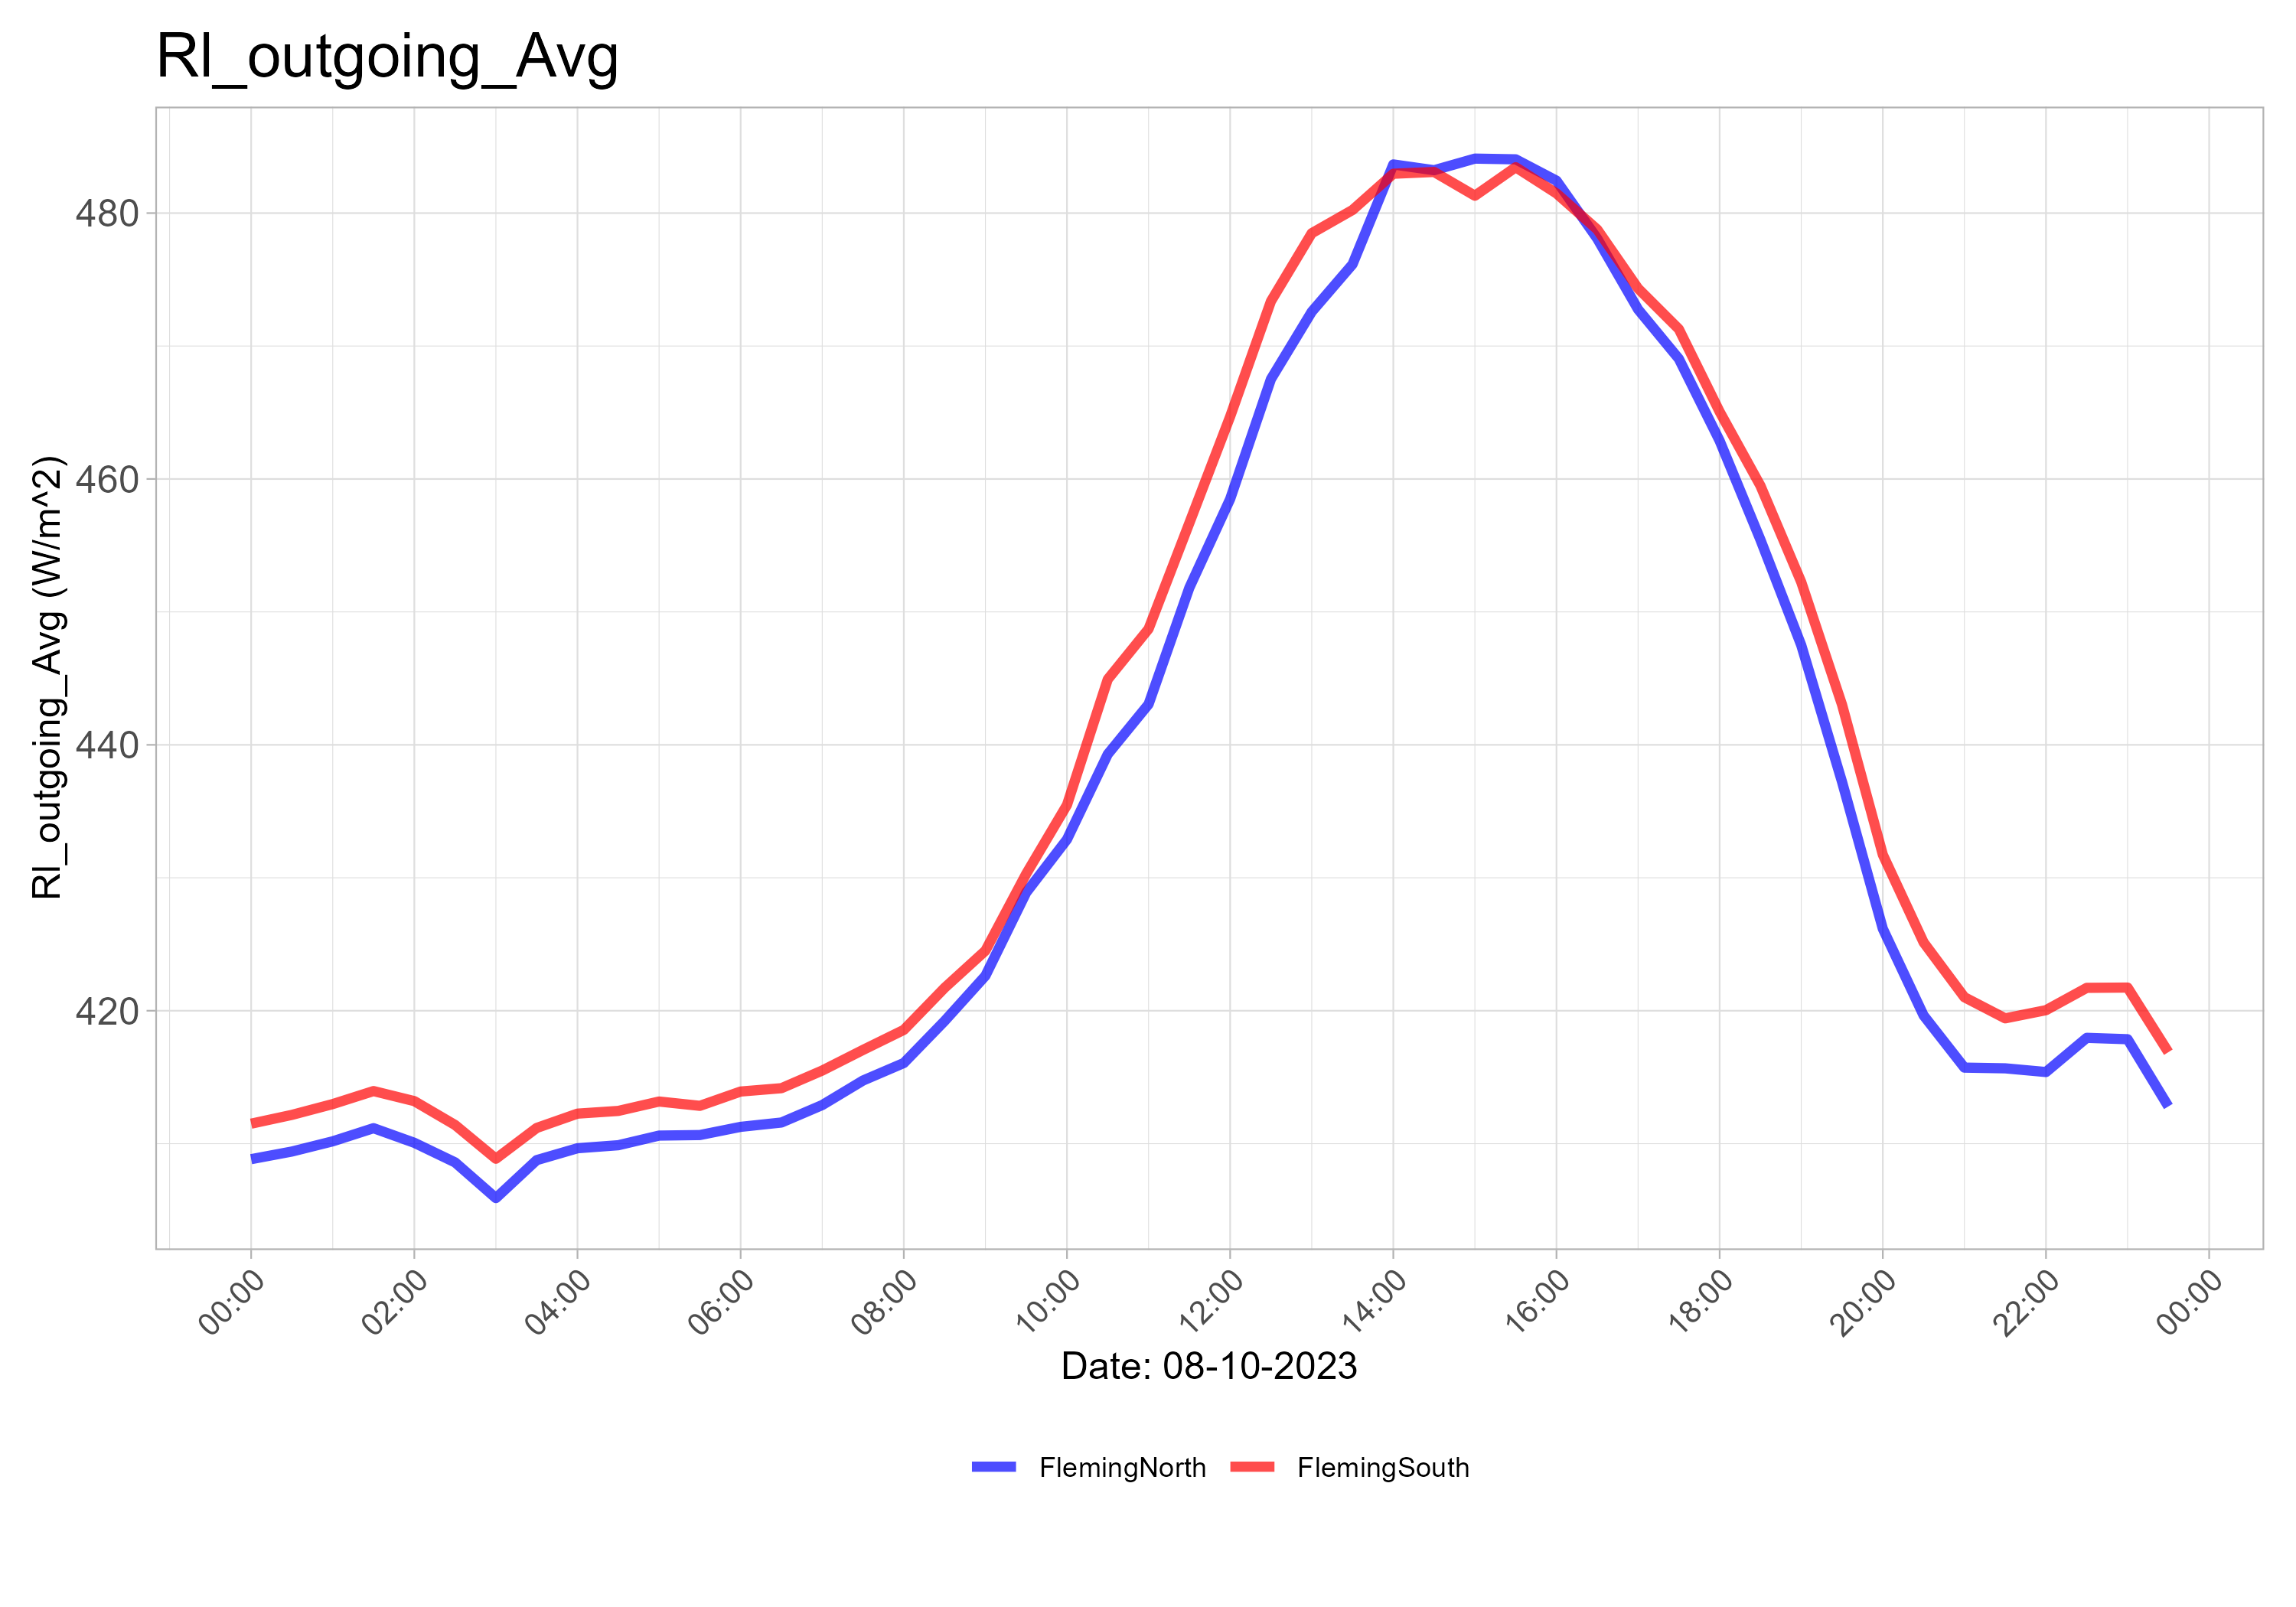 Rl_outgoing_Avg
Rl_outgoing_Avg (W/m^2)
480
460
440
420
00:00 02:00 04:00 06:00 08:00 10:00 12:00 14:00 16:00 18:00 20:00 22:00 00:00
Date: 08-10-2023
FlemingNorth FlemingSouth